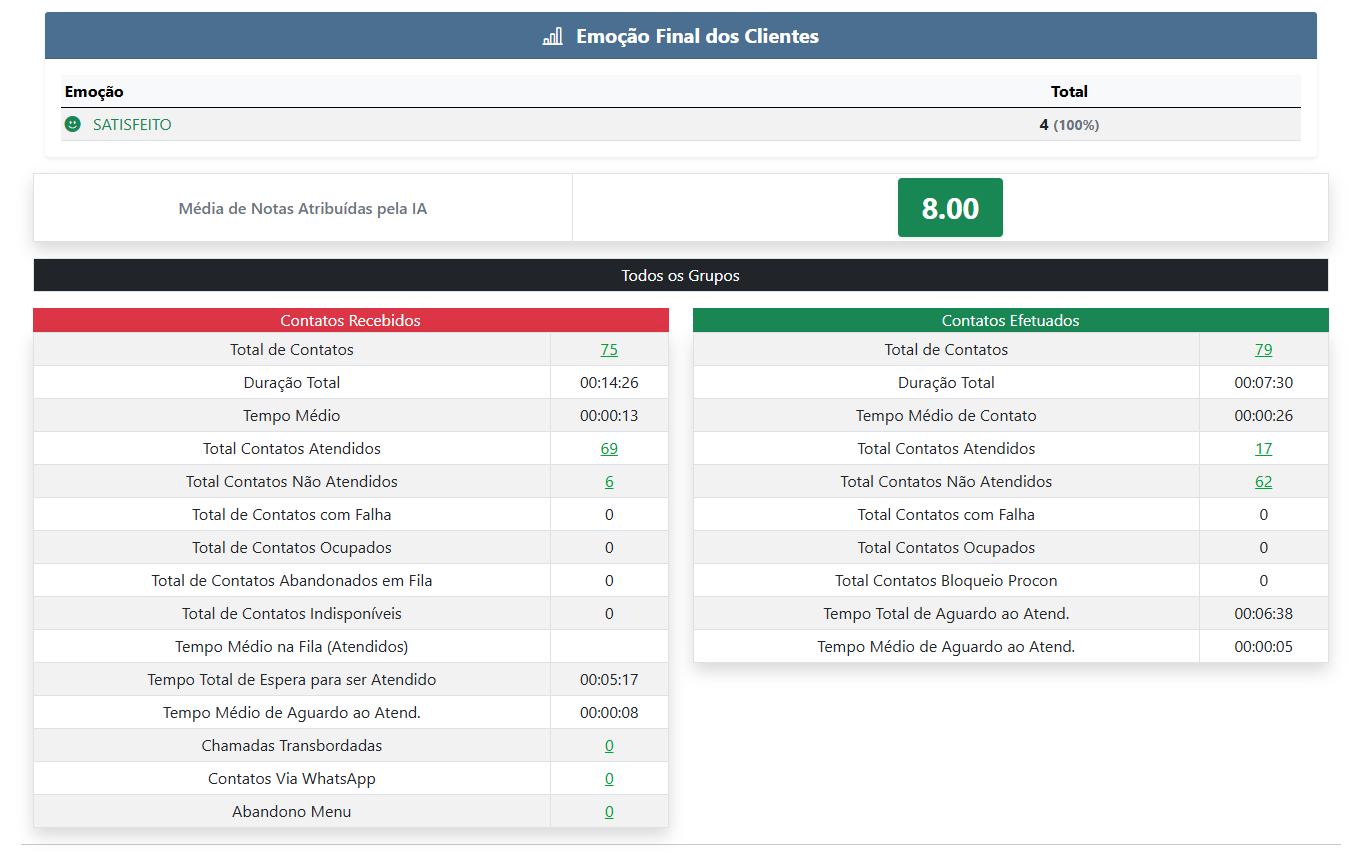 Emoção Final dos Clientes
Emoção Total
SATISFEITO 4 (100%)
Média de Notas Atribuídas pela IA 8.00
Todos os Grupos
Contatos Recebidos
Total de Contatos 75
Duração Total 00:14:26
Tempo Médio 00:00:13
Total Contatos Atendidos 69
Total Contatos Não Atendidos 6
Total de Contatos com Falha 0
Total de Contatos Ocupados 0
Total de Contatos Abandonados em Fila 0
Total de Contatos Indisponíveis 0
Tempo Médio na Fila (Atendidos)
Tempo Total de Espera para ser Atendido 00:05:17
Tempo Médio de Aguardo ao Atend. 00:00:08
Chamadas Transbordadas 0
Contatos Via WhatsApp 0
Abandono Menu 0
Contatos Efetuados
Total de Contatos 79
Duração Total 00:07:30
Tempo Médio de Contato 00:00:26
Total Contatos Atendidos 17
Total Contatos Não Atendidos 62
Total Contatos com Falha 0
Total Contatos Ocupados 0
Total Contatos Bloqueio Procon 0
Tempo Total de Aguardo ao Atend. 00:06:38
Tempo Médio de Aguardo ao Atend. 00:00:05